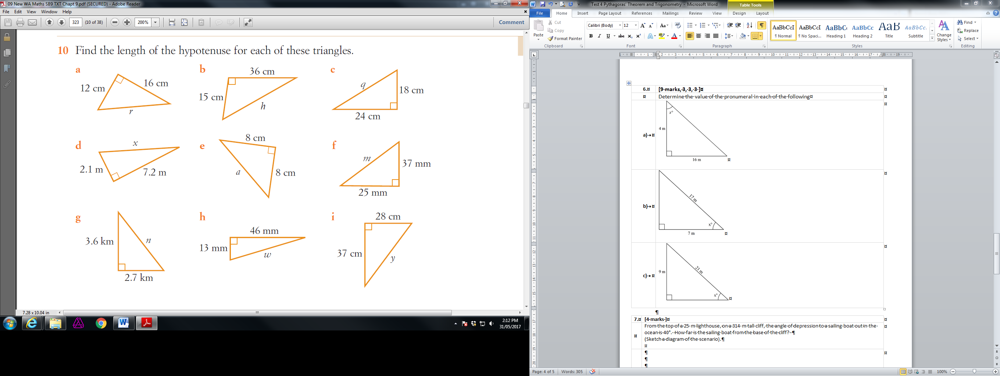 09 New WA Maths SB9 TXT Chapt 9.pdf (SECURED) - Adobe Reader
File Edit View Window Help
323 (10 of 38) 200% Comment
10 Find the length of the hypotenuse for each of these triangles.
a 12 cm 16 cm r
b 36 cm 15 cm h
c q 18 cm 24 cm
d x 2.1 m 7.2 m
e 8 cm a 8 cm
f m 37 mm 25 mm
g 3.6 km n 2.7 km
h 46 mm 13 mm w
i 28 cm 37 cm y
7.28 x 10.04 in
2:12 PM
31/05/2017
Test 4 Pythagoras' Theorem and Trigonometry - Microsoft Word
Table Tools
File Home Insert Page Layout References Mailings Review View Design Layout
Paste
Cut
Copy
Format Painter
Calibri (Body) 12
AaBbCcI AaBbCcI AaBbC AaBbCc AaB AaBbCc.
¶ Normal ¶ No Spaci... Heading 1 Heading 2 Title Subtitle
Change Styles
Find
Replace
Select
Clipboard Font Paragraph Styles Editing
6.¤ [9·marks,·3,·3,·3·]¤
¤ Determine·the·value·of·the·pronumeral·in·each·of·the·following¤
a)→¤ x° 4 m 16 m ¤
b)→¤ 17 m x° 7 m ¤
c)→¤ 9 m 21 m x° ¤
¶
7.¤ [4·marks·]¤
¤ From·the·top·of·a·25·m·lighthouse,·on·a·314·m·tall·cliff,·the·angle·of·depression·to·a·sailing·boat·out·in·the·
ocean·is·40°.··How·far·is·the·sailing·boat·from·the·base·of·the·cliff?··¶
(Sketch·a·diagram·of·the·scenario).¶
¤
¶
¶
¶
Page: 4 of 5 Words: 305 100%